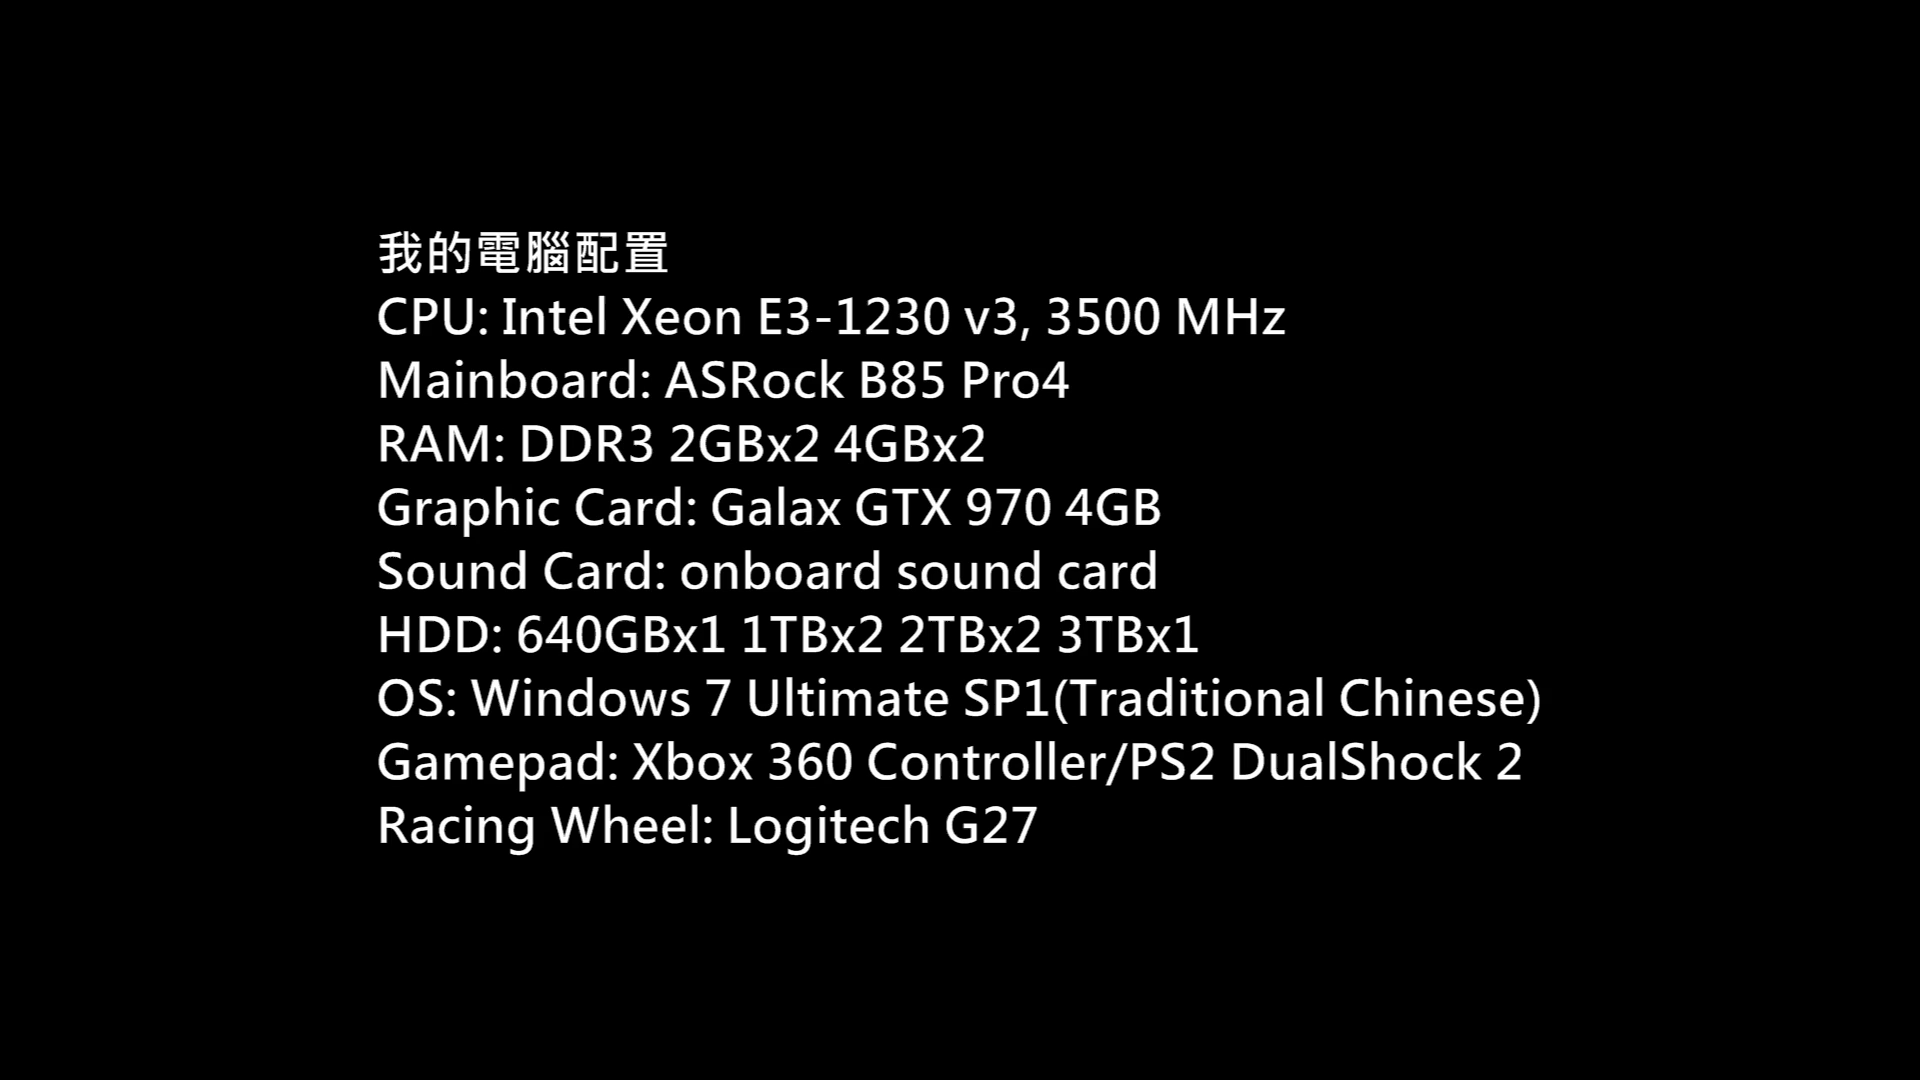 我的電腦配置
CPU: Intel Xeon E3-1230 v3, 3500 MHz
Mainboard: ASRock B85 Pro4
RAM: DDR3 2GBx2 4GBx2
Graphic Card: Galax GTX 970 4GB
Sound Card: onboard sound card
HDD: 640GBx1 1TBx2 2TBx2 3TBx1
OS: Windows 7 Ultimate SP1(Traditional Chinese)
Gamepad: Xbox 360 Controller/PS2 DualShock 2
Racing Wheel: Logitech G27